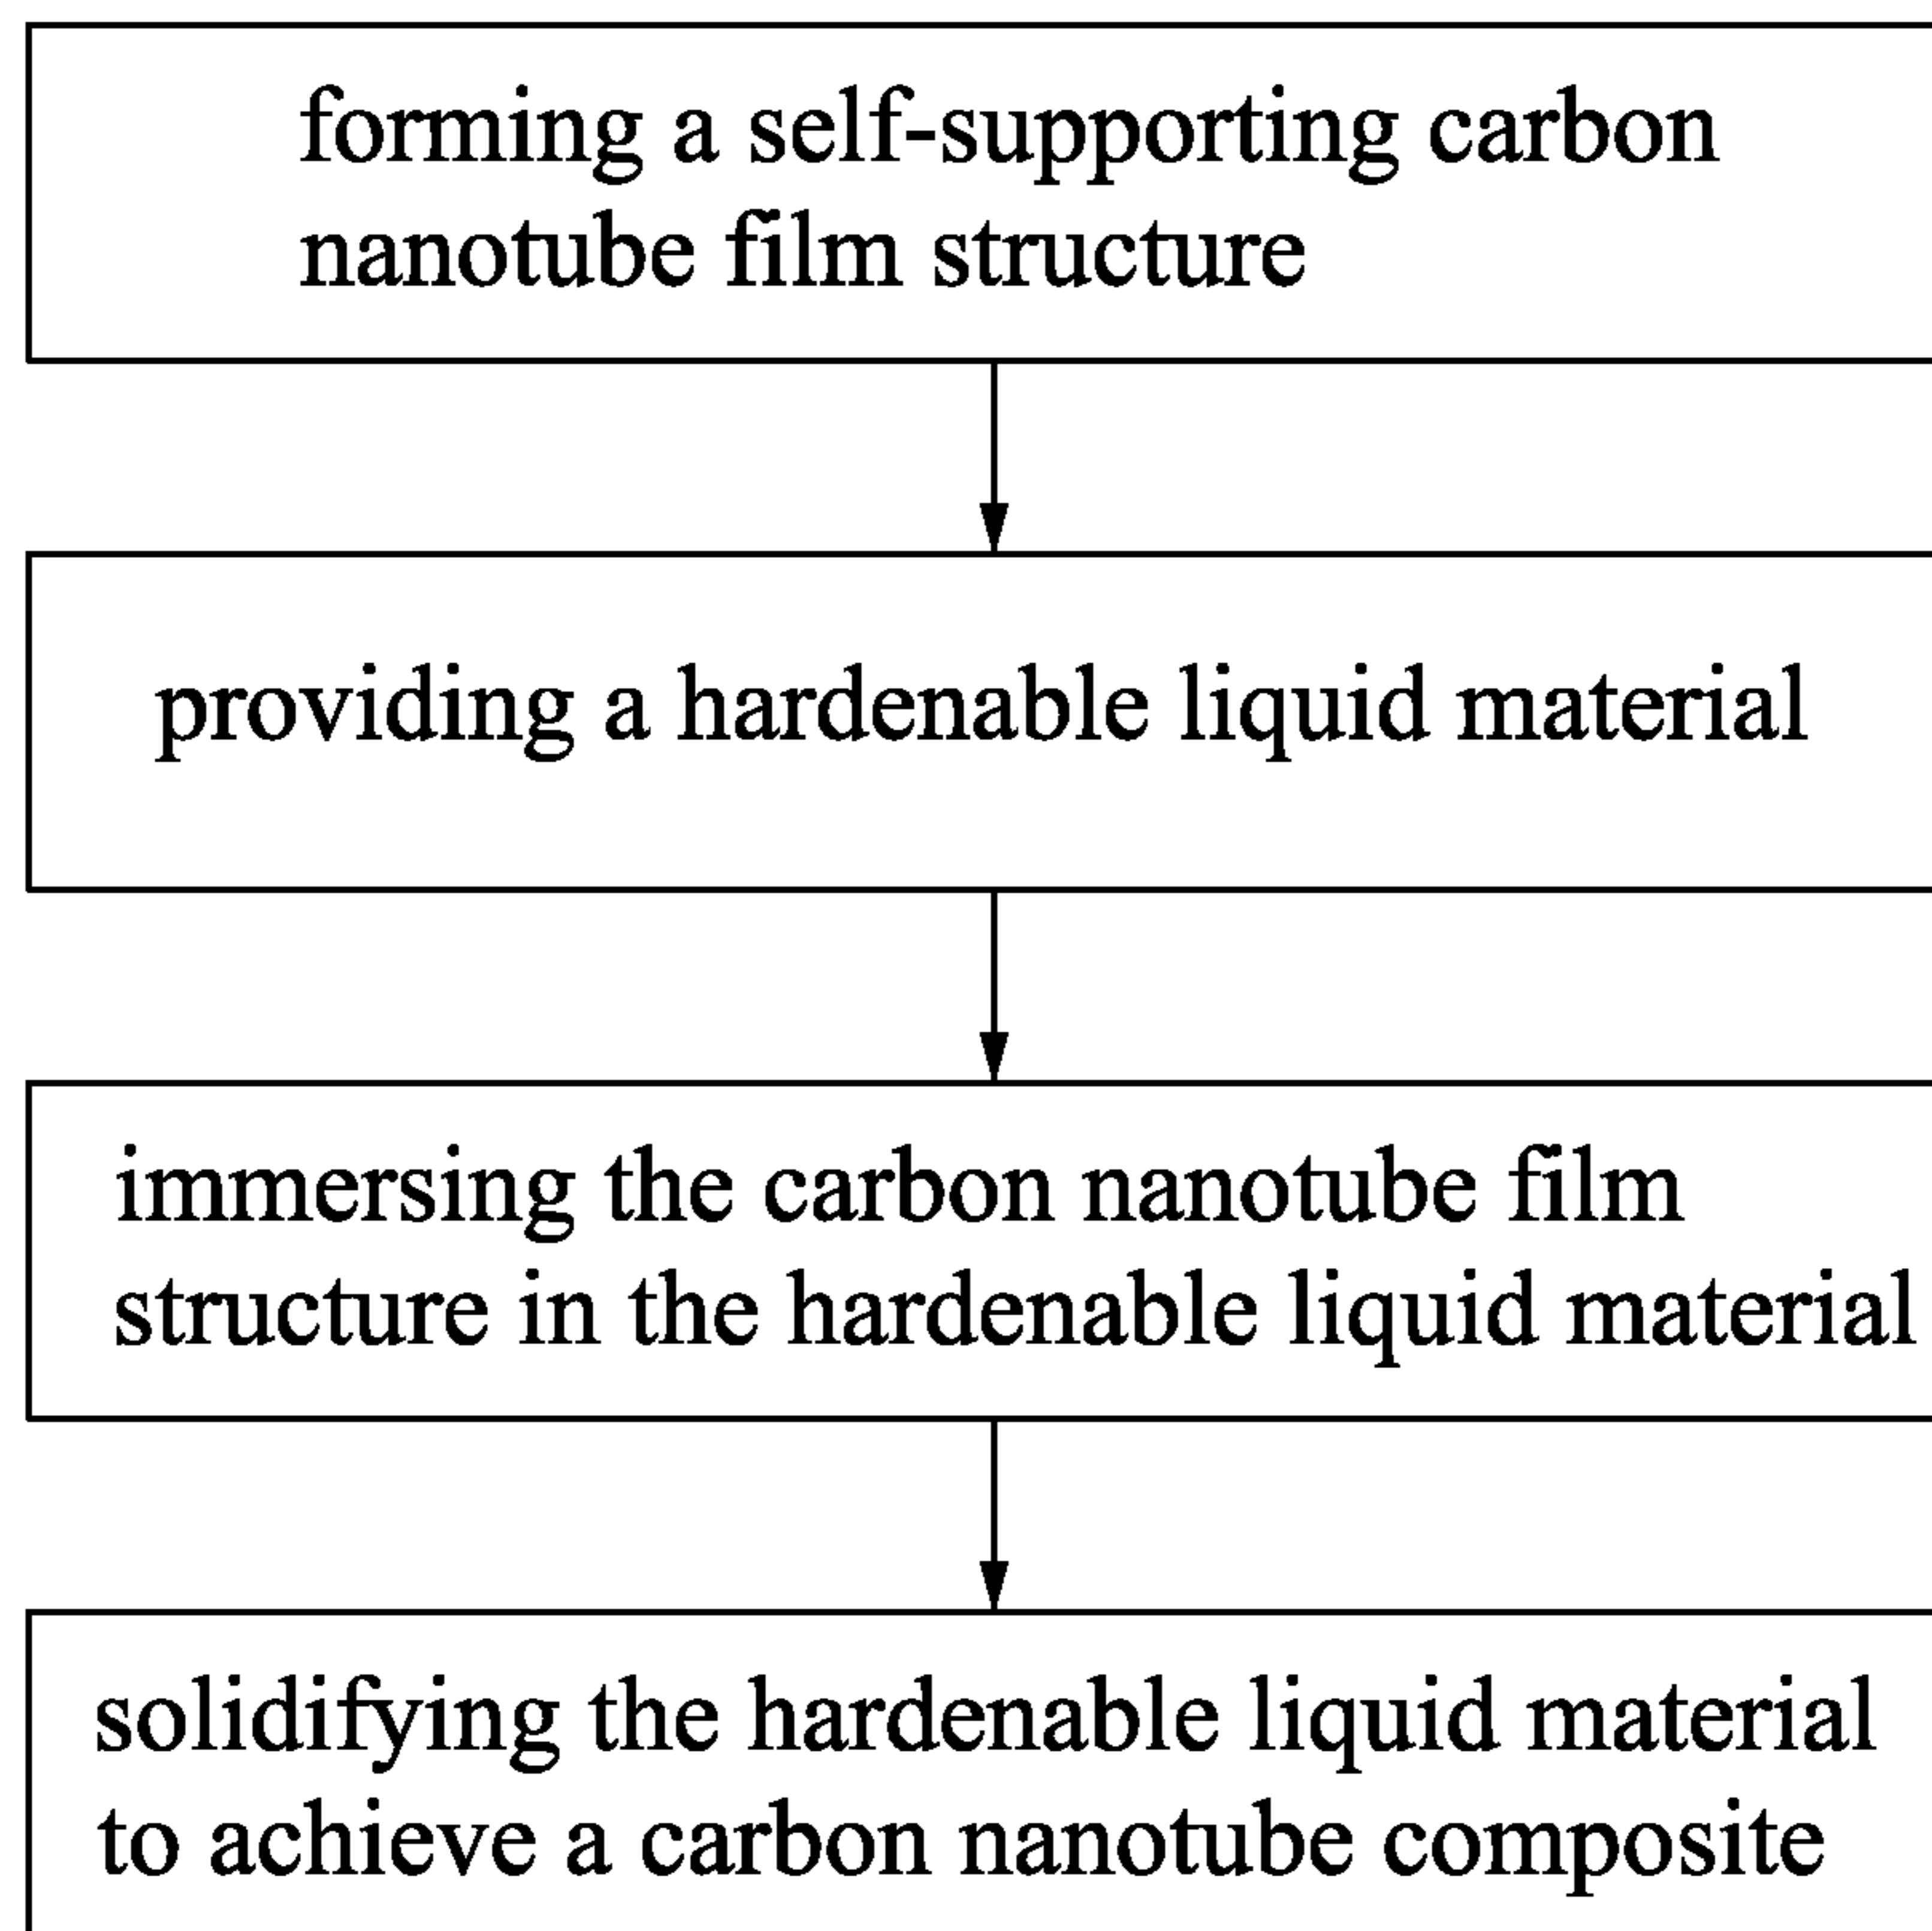 forming a self-supporting carbon
nanotube film structure
providing a hardenable liquid material
immersing the carbon nanotube film
structure in the hardenable liquid material
solidifying the hardenable liquid material
to achieve a carbon nanotube composite